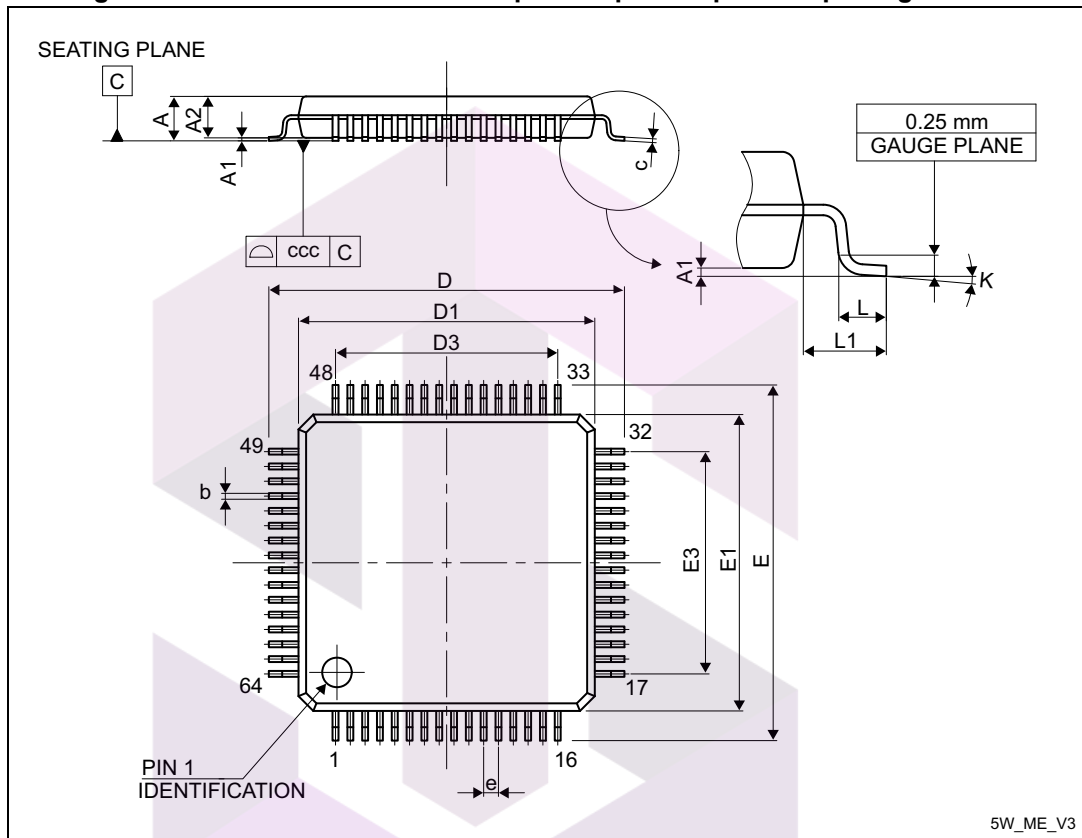 SEATING PLANE
C
A
A2
A1
c
ccc C
0.25 mm
GAUGE PLANE
A1
K
L
L1
D
D1
D3
48
33
49
32
b
E3
E1
E
64
17
1
16
e
PIN 1
IDENTIFICATION
5W_ME_V3